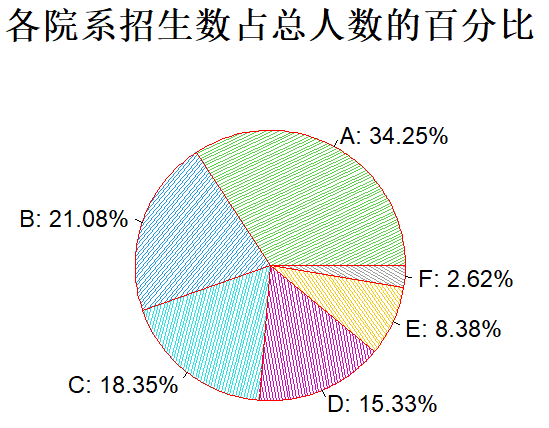 各院系招生数占总人数的百分比
A: 34.25%
B: 21.08%
F: 2.62%
E: 8.38%
C: 18.35%
D: 15.33%